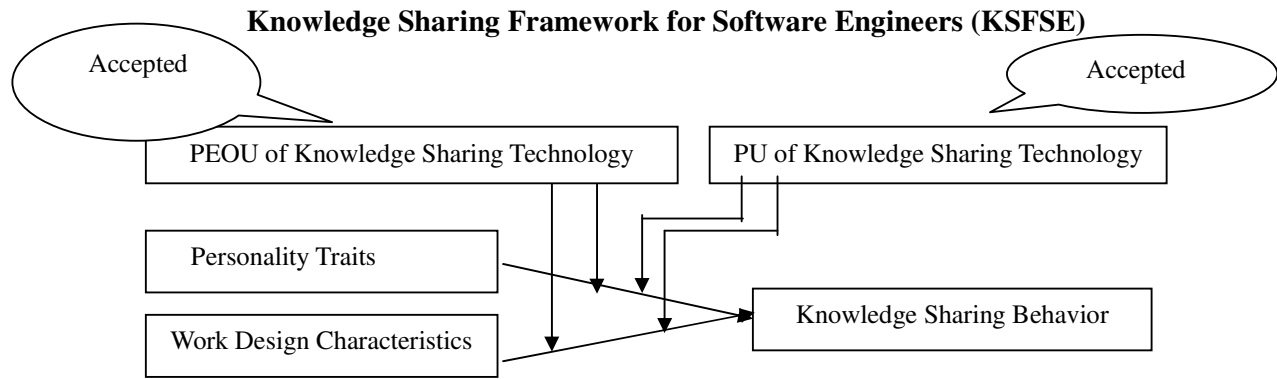 Knowledge Sharing Framework for Software Engineers (KSFSE)
Accepted
Accepted
PEOU of Knowledge Sharing Technology
PU of Knowledge Sharing Technology
Personality Traits
Knowledge Sharing Behavior
Work Design Characteristics